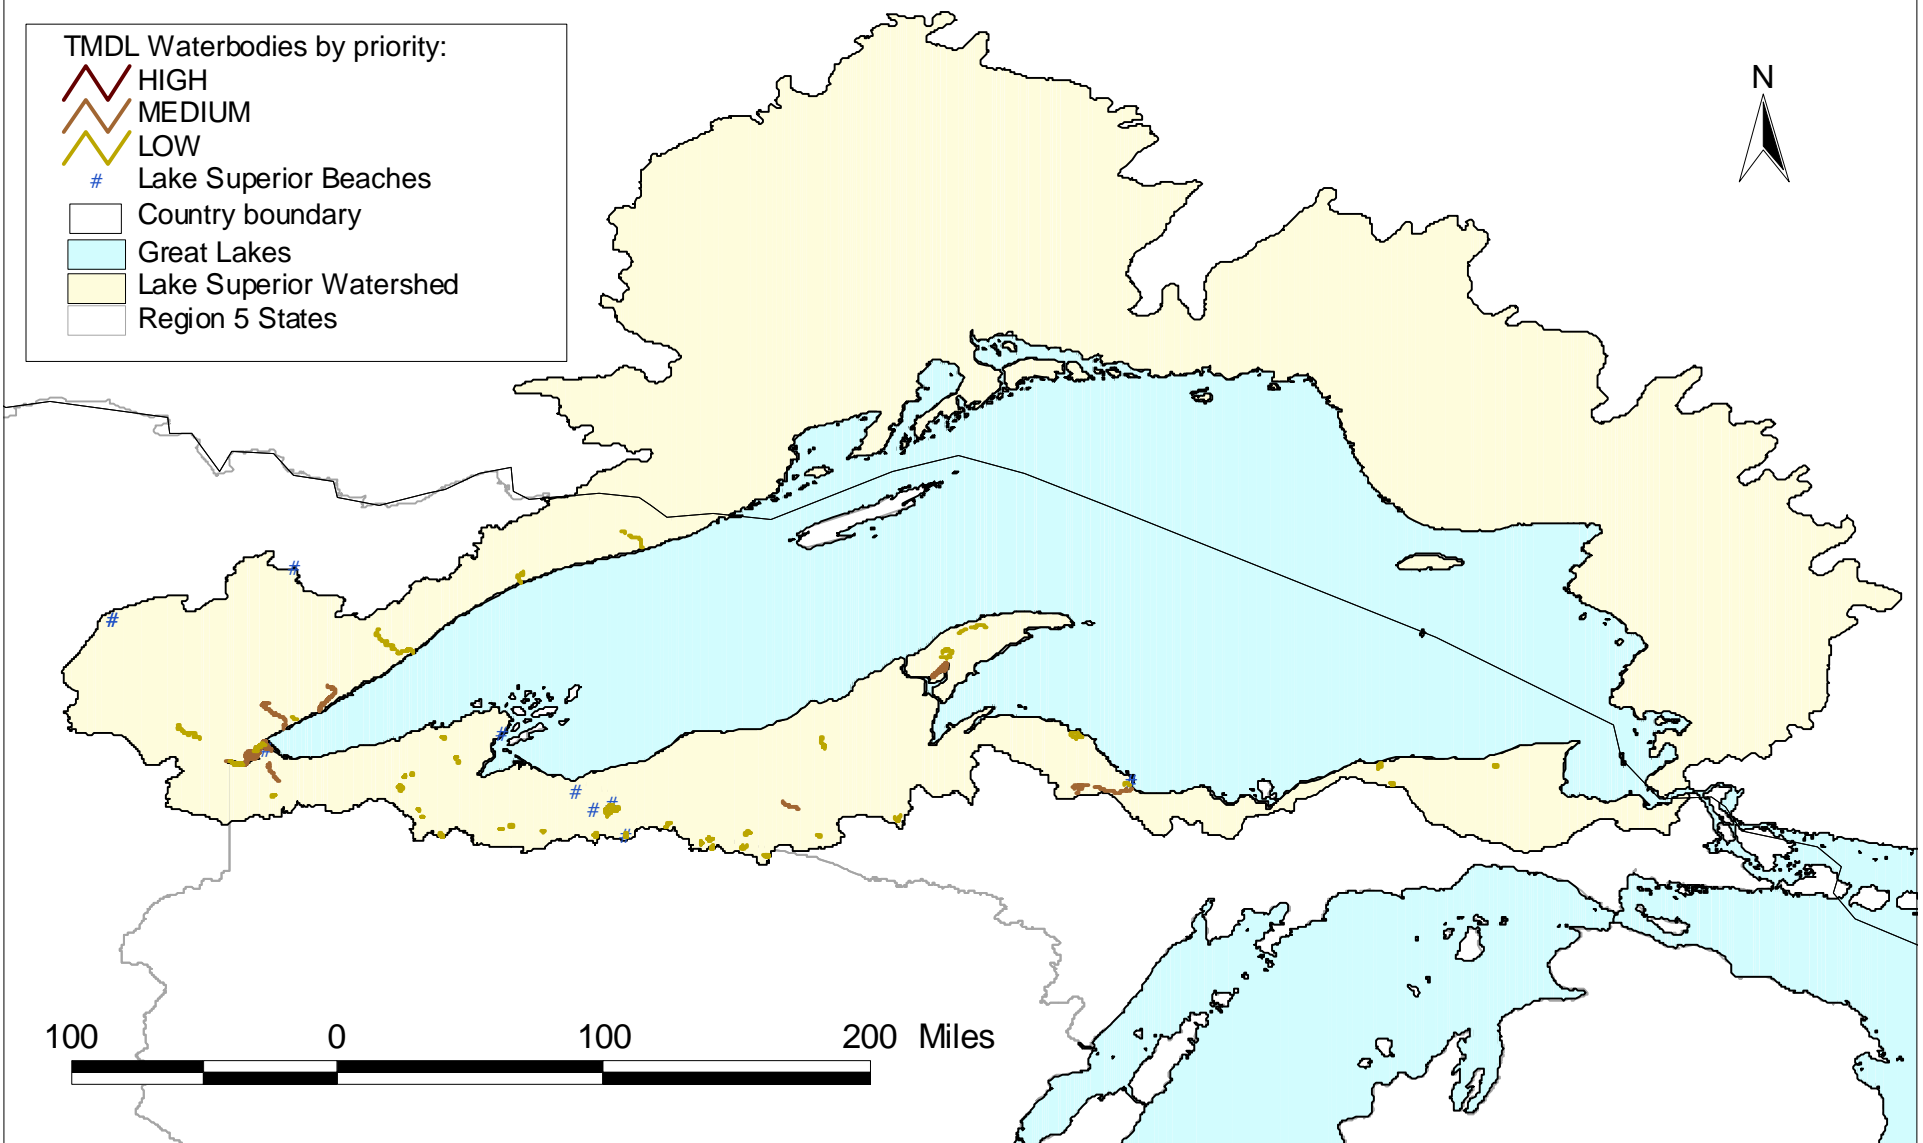 TMDL Waterbodies by priority:
HIGH
MEDIUM
LOW
# Lake Superior Beaches
Country boundary
Great Lakes
Lake Superior Watershed
Region 5 States
N
#
#
#
#
#
#
#
#
#
100 0 100 200 Miles